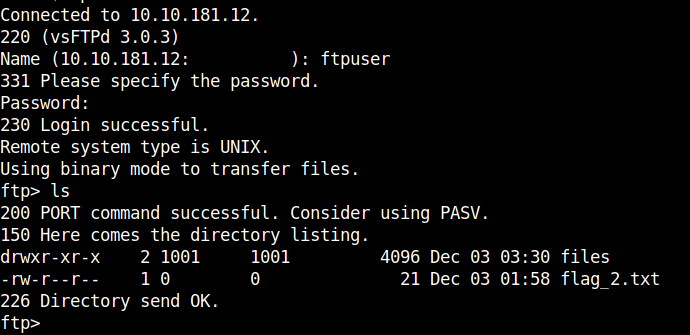 Connected to 10.10.181.12.
220 (vsFTPd 3.0.3)
Name (10.10.181.12:          ): ftpuser
331 Please specify the password.
Password:
230 Login successful.
Remote system type is UNIX.
Using binary mode to transfer files.
ftp> ls
200 PORT command successful. Consider using PASV.
150 Here comes the directory listing.
drwxr-xr-x    2 1001     1001         4096 Dec 03 03:30 files
-rw-r--r--    1 0        0              21 Dec 03 01:58 flag_2.txt
226 Directory send OK.
ftp>